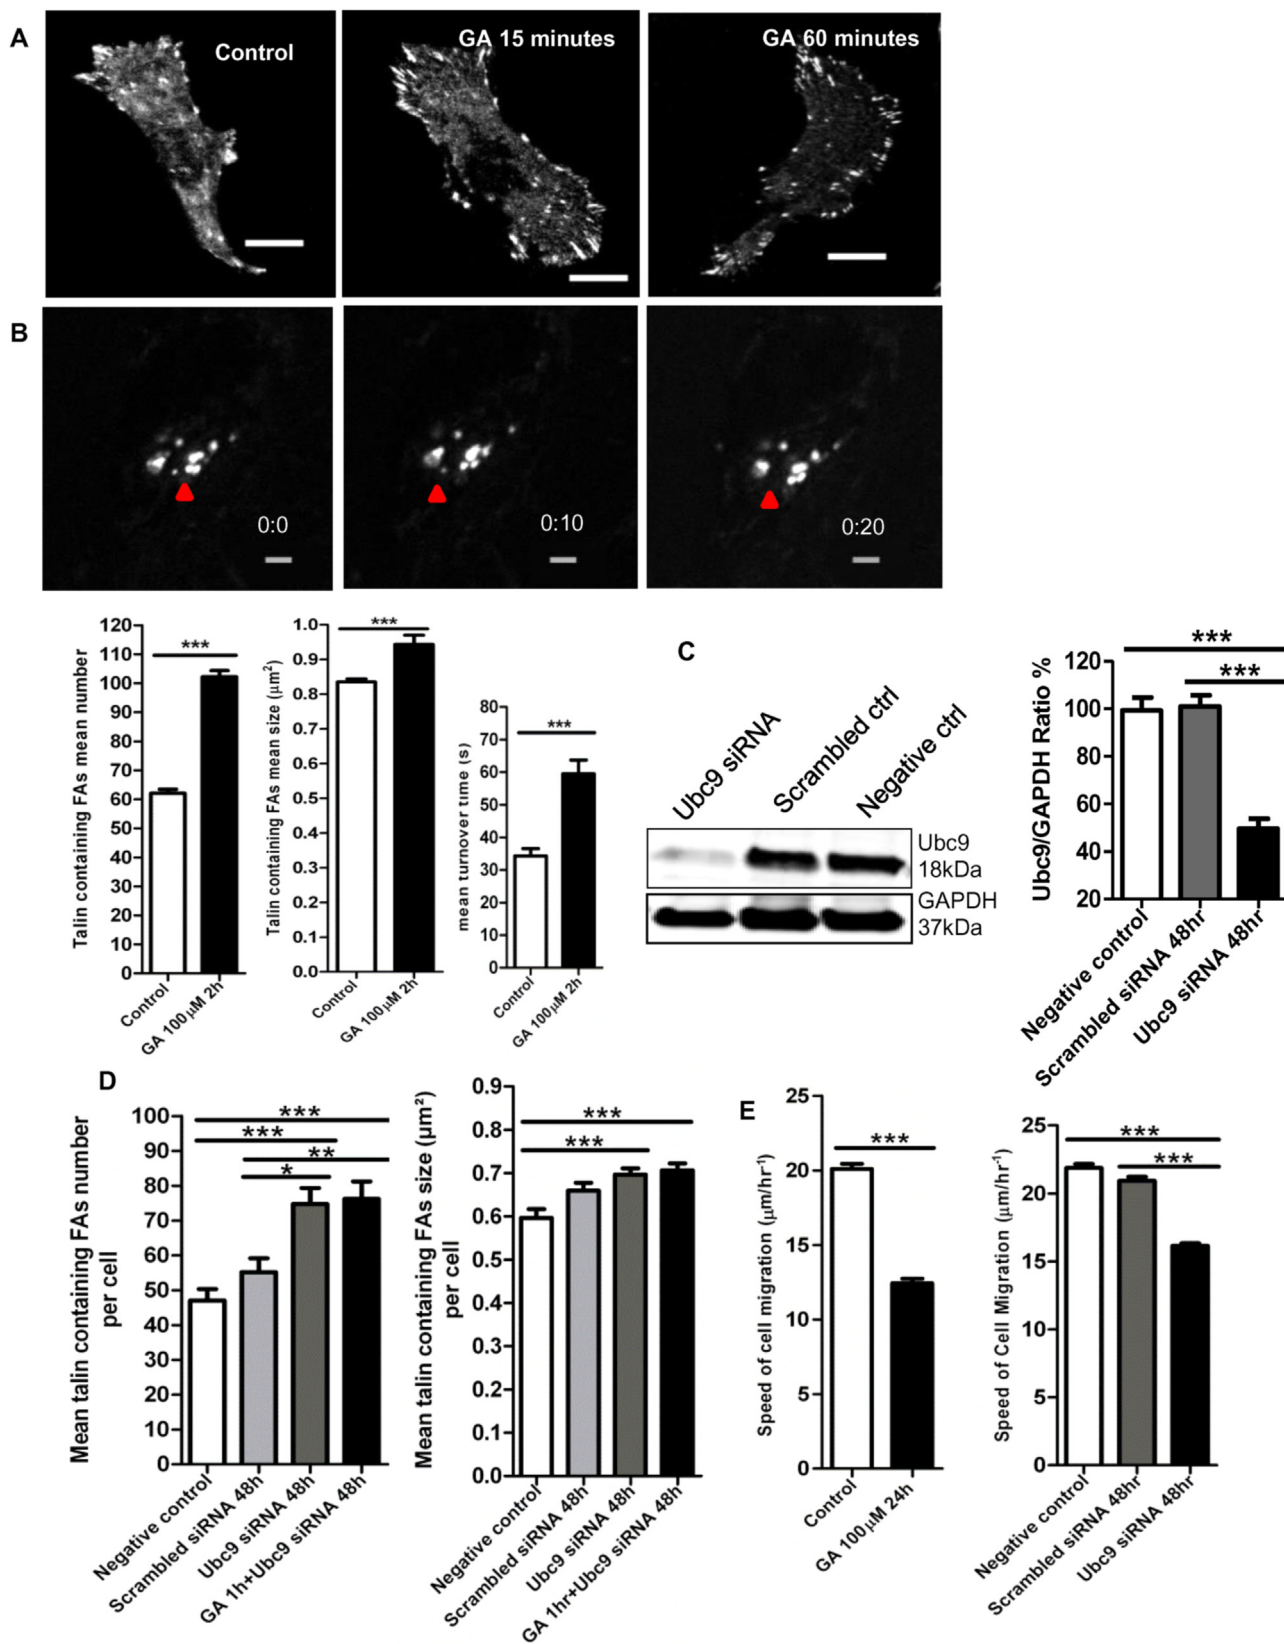 A
Control
GA 15 minutes
GA 60 minutes
B
0:0
0:10
0:20
Talin containing FAs mean number
120
110
100
90
80
70
60
50
40
30
20
10
0
***
Control
GA 100μM 2h
Talin containing FAs mean size (μm²)
1.0
0.9
0.8
0.7
0.6
0.5
0.4
0.3
0.2
0.1
0.0
***
Control
GA 100μM 2h
mean turnover time (s)
80
70
60
50
40
30
20
10
0
***
Control
GA 100μM 2h
C
Ubc9 siRNA
Scrambled ctrl
Negative ctrl
Ubc9
18kDa
GAPDH
37kDa
Ubc9/GAPDH Ratio %
120
100
80
60
40
20
***
***
Negative control
Scrambled siRNA 48hr
Ubc9 siRNA 48hr
D
Mean talin containing FAs number
per cell
100
90
80
70
60
50
40
30
20
10
0
***
***
**
*
Negative control
Scrambled siRNA 48h
Ubc9 siRNA 48h
GA 1h+Ubc9 siRNA 48h
Mean talin containing FAs size (μm²)
per cell
0.9
0.8
0.7
0.6
0.5
0.4
0.3
0.2
0.1
0.0
***
***
Negative control
Scrambled siRNA 48h
Ubc9 siRNA 48h
GA 1hr+Ubc9 siRNA 48h
E
Speed of cell migration (μm/hr⁻¹)
25
20
15
10
5
0
***
Control
GA 100μM 24h
Speed of Cell Migration (μm/hr⁻¹)
25
20
15
10
5
0
***
***
Negative control
Scrambled siRNA 48hr
Ubc9 siRNA 48hr